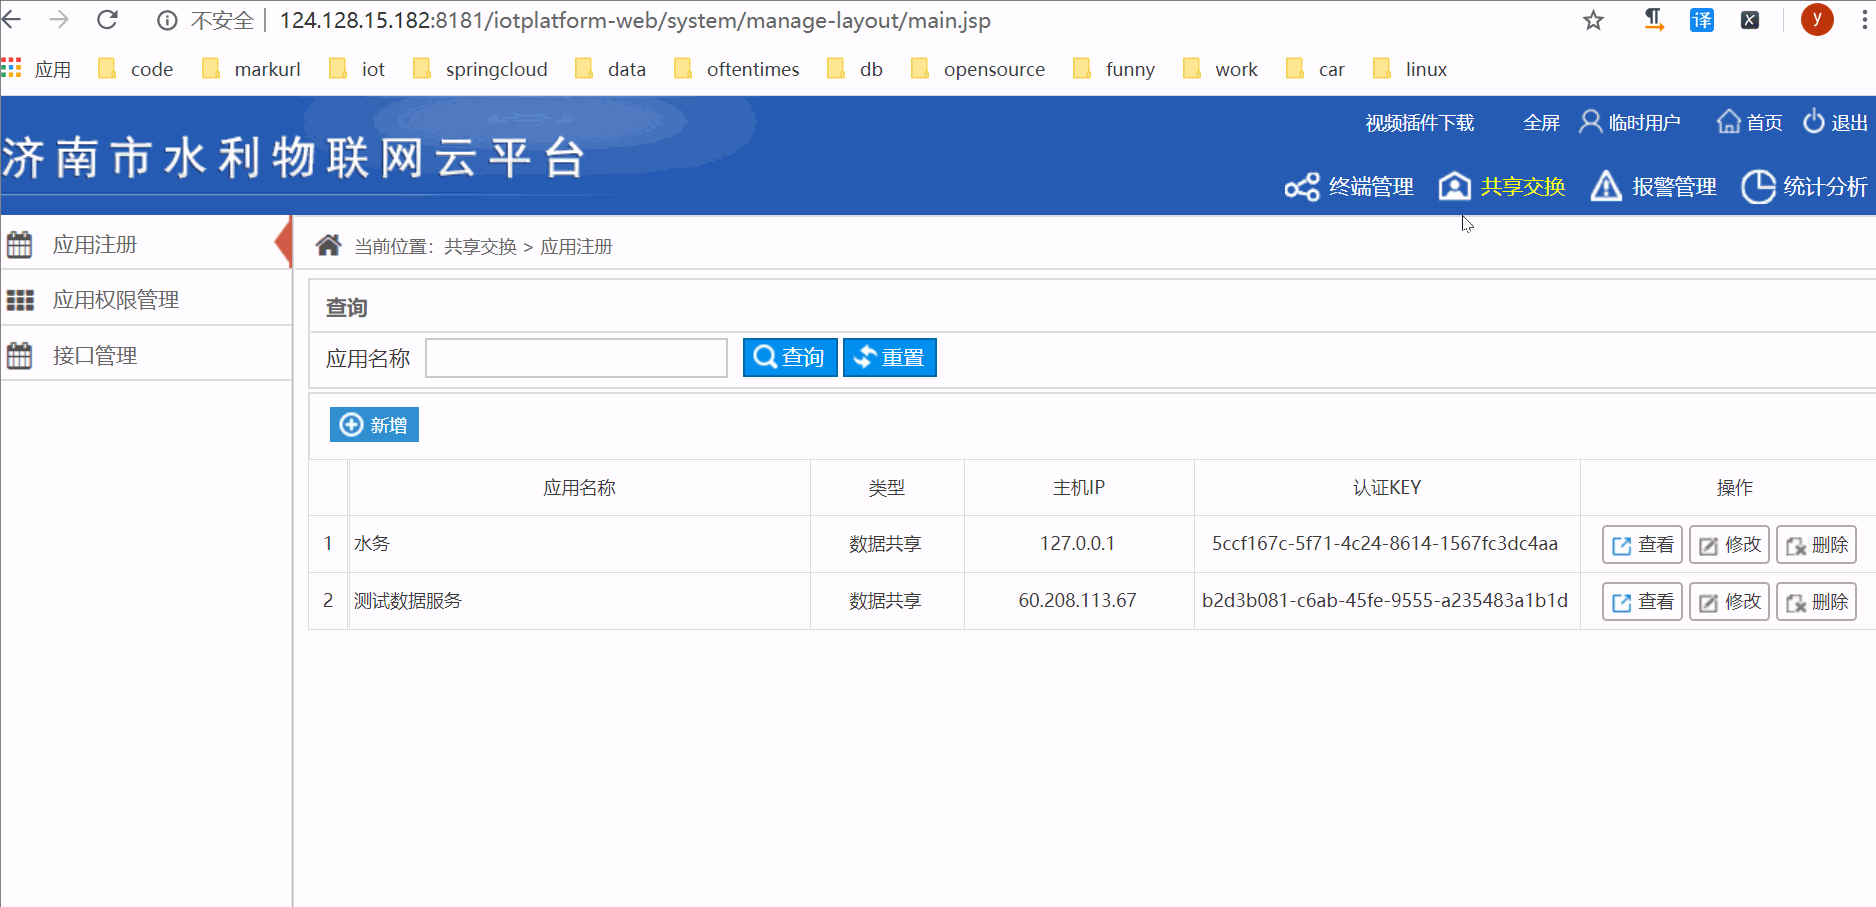 不安全 124.128.15.182:8181/iotplatform-web/system/manage-layout/main.jsp 译 X y
应用 code markurl iot springcloud data oftentimes db opensource funny work car linux
视频插件下载 全屏 临时用户 首页 退出
济南市水利物联网云平台
终端管理 共享交换 报警管理 统计分析
应用注册
应用权限管理
接口管理
当前位置：共享交换 > 应用注册
查询
应用名称 查询 重置
新增
应用名称 类型 主机IP 认证KEY 操作
1 水务 数据共享 127.0.0.1 5ccf167c-5f71-4c24-8614-1567fc3dc4aa 查看 修改 删除
2 测试数据服务 数据共享 60.208.113.67 b2d3b081-c6ab-45fe-9555-a235483a1b1d 查看 修改 删除